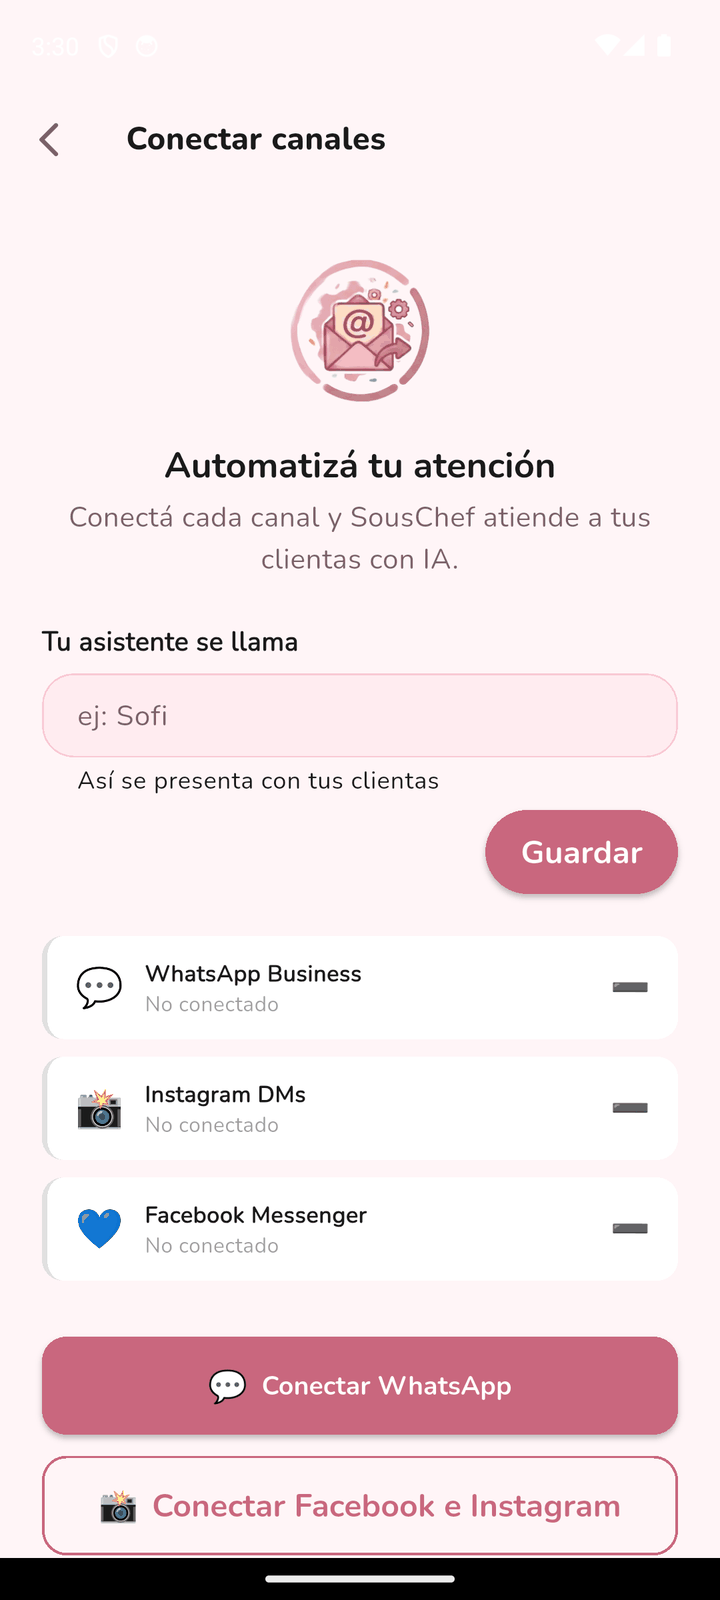 3:30
Conectar canales
@
Automatizá tu atención
Conectá cada canal y SousChef atiende a tus
clientas con IA.
Tu asistente se llama
ej: Sofi
Así se presenta con tus clientas
Guardar
WhatsApp Business
No conectado
Instagram DMs
No conectado
Facebook Messenger
No conectado
Conectar WhatsApp
Conectar Facebook e Instagram